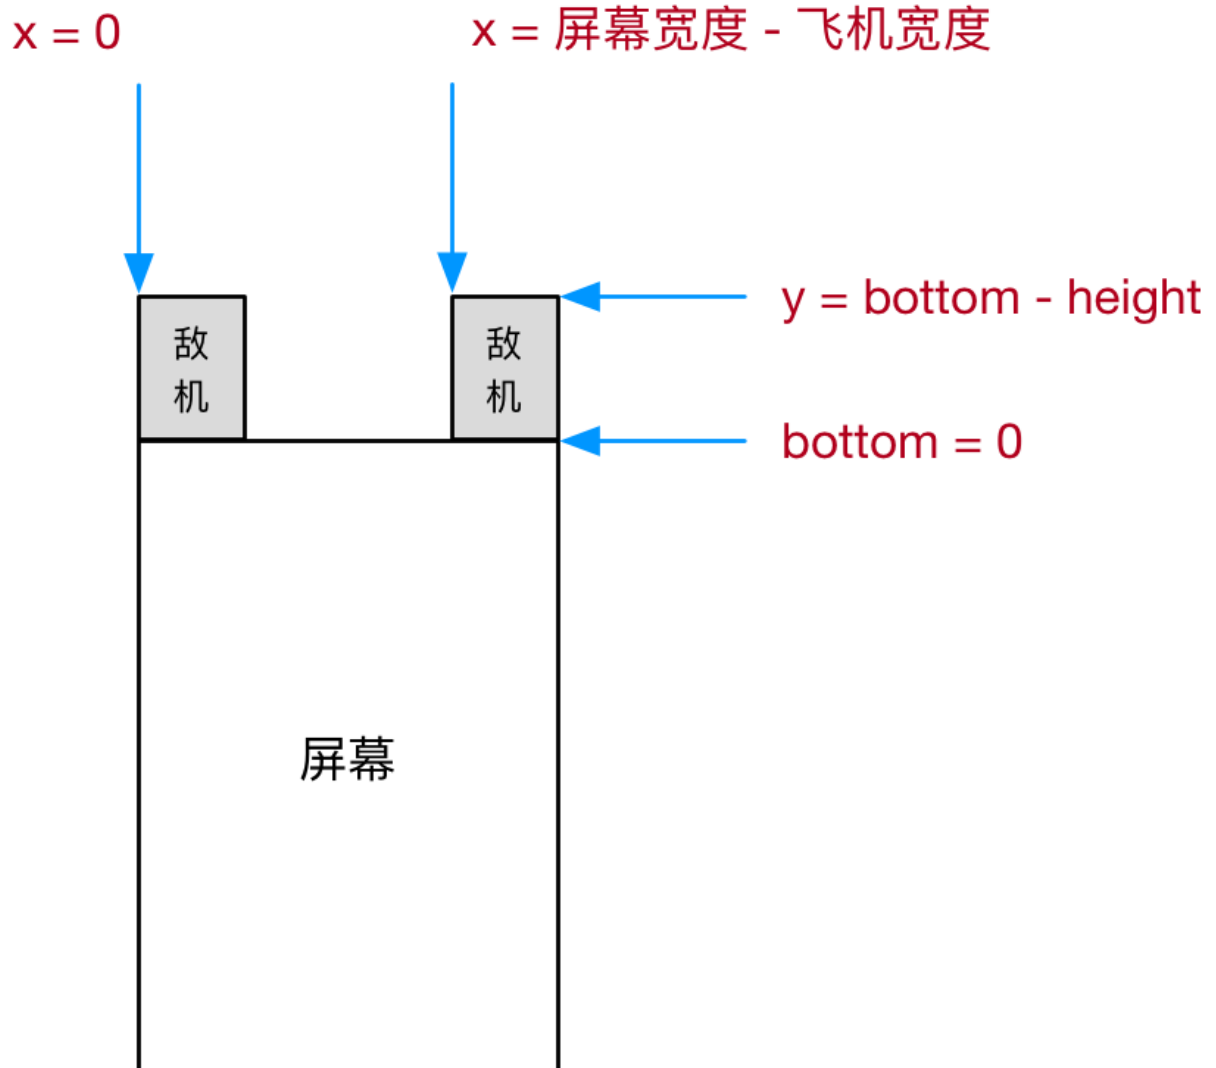 x = 0
x = 屏幕宽度 - 飞机宽度
y = bottom - height
敌
机
敌
机
bottom = 0
屏幕